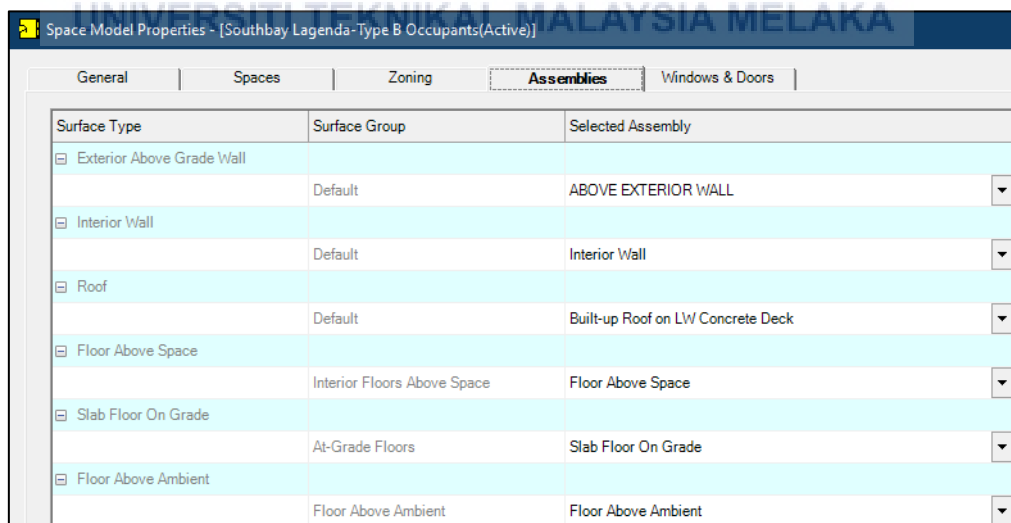 UNIVERSITI TEKNIKAL MALAYSIA MELAKA
Space Model Properties - [Southbay Lagenda-Type B Occupants(Active)]
General Spaces Zoning Assemblies Windows & Doors
Surface Type Surface Group Selected Assembly
Exterior Above Grade Wall
Default ABOVE EXTERIOR WALL
Interior Wall
Default Interior Wall
Roof
Default Built-up Roof on LW Concrete Deck
Floor Above Space
Interior Floors Above Space Floor Above Space
Slab Floor On Grade
At-Grade Floors Slab Floor On Grade
Floor Above Ambient
Floor Above Ambient Floor Above Ambient